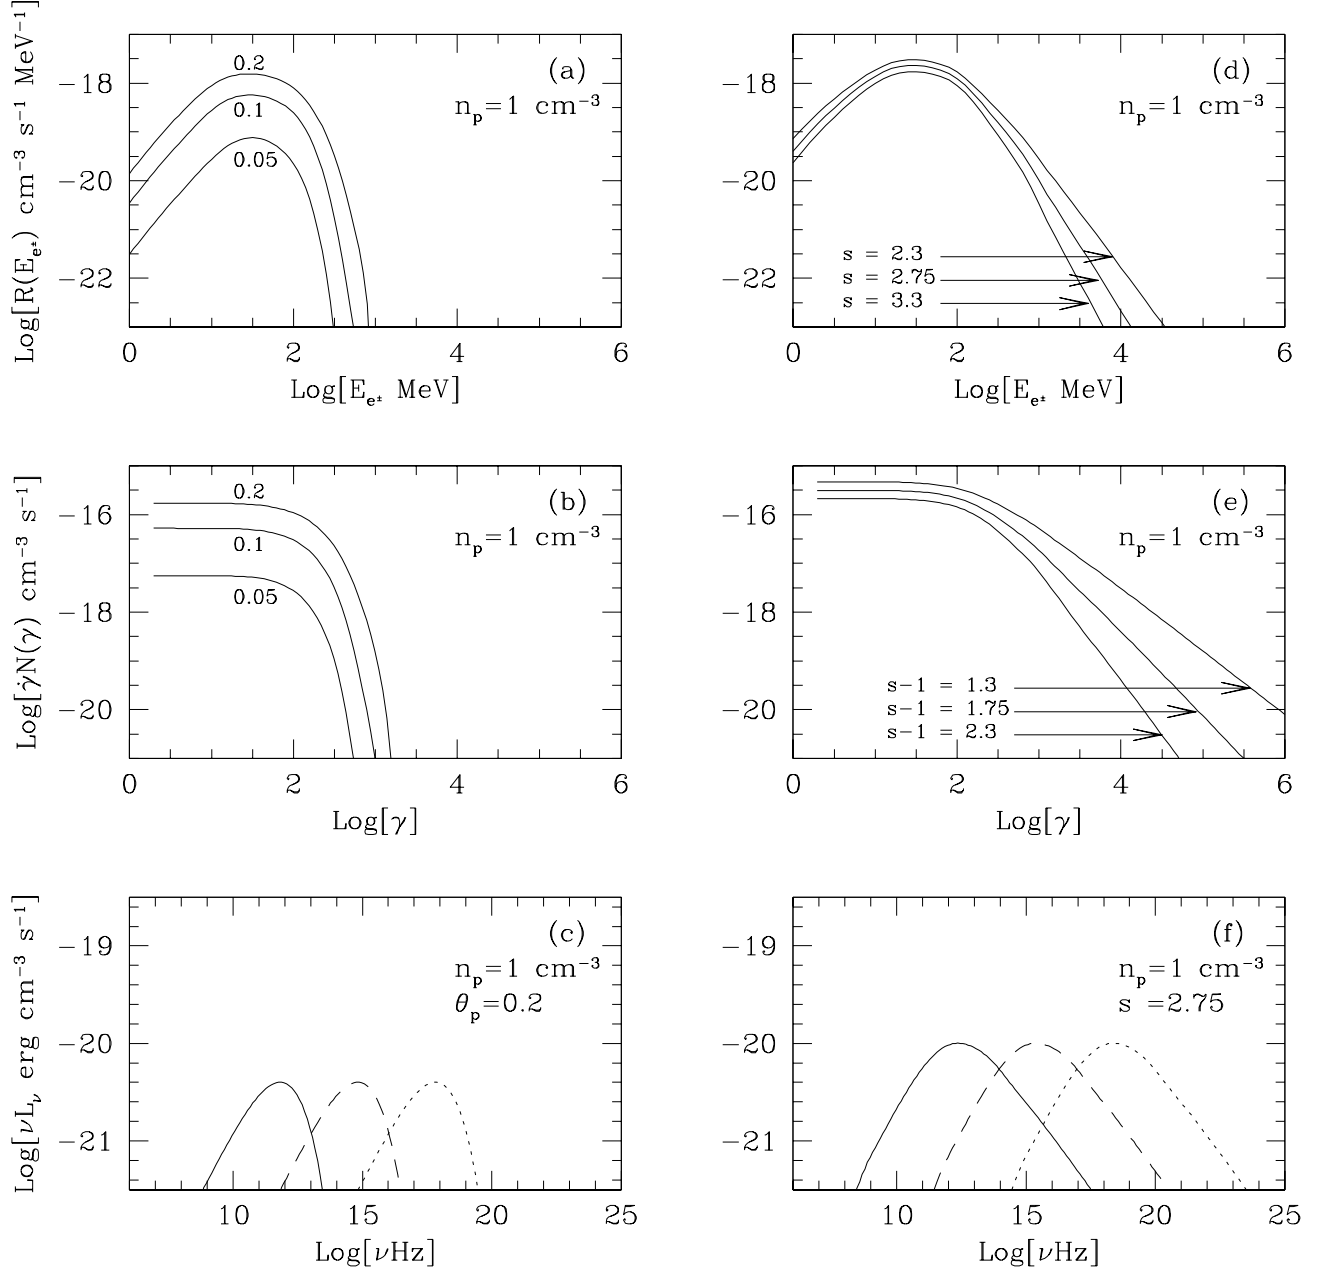 Log[R(E_e±) cm⁻³ s⁻¹ MeV⁻¹]
−18
−20
−22
0.2
0.1
0.05
(a)
n_p=1 cm⁻³
0 2 4 6
Log[E_e± MeV]
−18
−20
−22
(d)
n_p=1 cm⁻³
s = 2.3
s = 2.75
s = 3.3
0 2 4 6
Log[E_e± MeV]
Log[γ̇N(γ) cm⁻³ s⁻¹]
−16
−18
−20
0.2
0.1
0.05
(b)
n_p=1 cm⁻³
0 2 4 6
Log[γ]
−16
−18
−20
(e)
n_p=1 cm⁻³
s−1 = 1.3
s−1 = 1.75
s−1 = 2.3
0 2 4 6
Log[γ]
Log[νL_ν erg cm⁻³ s⁻¹]
−19
−20
−21
(c)
n_p=1 cm⁻³
θ_p=0.2
10 15 20 25
Log[νHz]
−19
−20
−21
(f)
n_p=1 cm⁻³
s =2.75
10 15 20 25
Log[νHz]